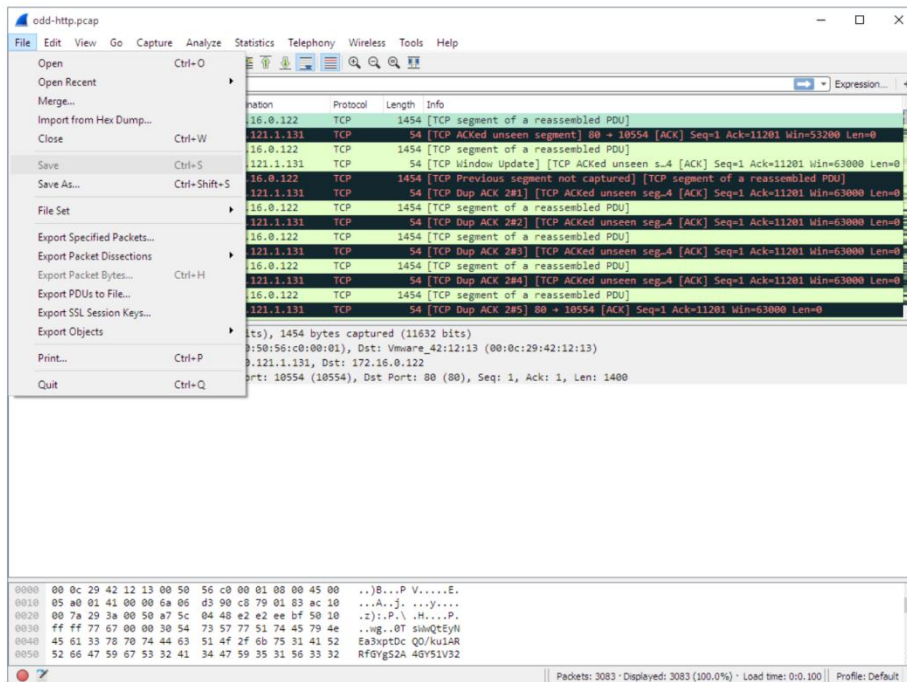 odd-http.pcap
File Edit View Go Capture Analyze Statistics Telephony Wireless Tools Help
Open Ctrl+O
Open Recent
Merge...
Import from Hex Dump...
Close Ctrl+W
Save Ctrl+S
Save As... Ctrl+Shift+S
File Set
Export Specified Packets...
Export Packet Dissections
Export Packet Bytes... Ctrl+H
Export PDUs to File...
Export SSL Session Keys...
Export Objects
Print... Ctrl+P
Quit Ctrl+Q
Expression... +
nation Protocol Length Info
.16.0.122 TCP 1454 [TCP segment of a reassembled PDU]
.121.1.131 TCP 54 [TCP ACKed unseen segment] 80 → 10554 [ACK] Seq=1 Ack=11201 Win=53200 Len=0
.16.0.122 TCP 1454 [TCP segment of a reassembled PDU]
.121.1.131 TCP 54 [TCP Window Update] [TCP ACKed unseen s…4 [ACK] Seq=1 Ack=11201 Win=63000 Len=0
.16.0.122 TCP 1454 [TCP Previous segment not captured] [TCP segment of a reassembled PDU]
.121.1.131 TCP 54 [TCP Dup ACK 2#1] [TCP ACKed unseen seg…4 [ACK] Seq=1 Ack=11201 Win=63000 Len=0
.16.0.122 TCP 1454 [TCP segment of a reassembled PDU]
.121.1.131 TCP 54 [TCP Dup ACK 2#2] [TCP ACKed unseen seg…4 [ACK] Seq=1 Ack=11201 Win=63000 Len=0
.16.0.122 TCP 1454 [TCP segment of a reassembled PDU]
.121.1.131 TCP 54 [TCP Dup ACK 2#3] [TCP ACKed unseen seg…4 [ACK] Seq=1 Ack=11201 Win=63000 Len=0
.16.0.122 TCP 1454 [TCP segment of a reassembled PDU]
.121.1.131 TCP 54 [TCP Dup ACK 2#4] [TCP ACKed unseen seg…4 [ACK] Seq=1 Ack=11201 Win=63000 Len=0
.16.0.122 TCP 1454 [TCP segment of a reassembled PDU]
.121.1.131 TCP 54 [TCP Dup ACK 2#5] 80 → 10554 [ACK] Seq=1 Ack=11201 Win=63000 Len=0
its), 1454 bytes captured (11632 bits)
0:50:56:c0:00:01), Dst: Vmware_42:12:13 (00:0c:29:42:12:13)
0.121.1.131, Dst: 172.16.0.122
ort: 10554 (10554), Dst Port: 80 (80), Seq: 1, Ack: 1, Len: 1400
0000 00 0c 29 42 12 13 00 50 56 c0 00 01 08 00 45 00 ..)B...P V.....E.
0010 05 a0 01 41 00 00 6a 06 d3 90 c8 79 01 83 ac 10 ...A..j. ...y....
0020 00 7a 29 3a 00 50 a7 5c 04 48 e2 e2 ee bf 50 10 .z):.P.\ .H....P.
0030 ff ff 77 67 00 00 30 54 73 57 77 51 74 45 79 4e ..wg..0T sWwQtEyN
0040 45 61 33 78 70 74 44 63 51 4f 2f 6b 75 31 41 52 Ea3xptDc QO/ku1AR
0050 52 66 47 59 67 53 32 41 34 47 59 35 31 56 33 32 RfGYgS2A 4GY51V32
Packets: 3083 · Displayed: 3083 (100.0%) · Load time: 0:0.100 Profile: Default